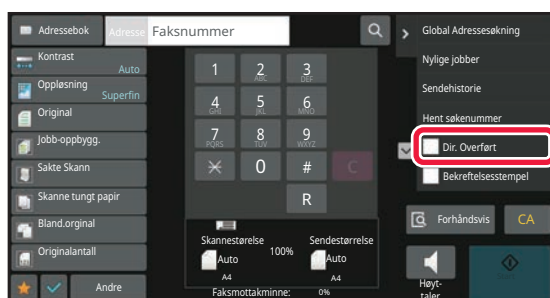 Adressebok
Adresse
Faksnummer
Kontrast
Auto
Oppløsning
Superfin
Original
Jobb-oppbygg.
Sakte Skann
Skanne tungt papir
Bland.orginal
Originalantall
Andre
1
2
ABC
3
DEF
4
GHI
5
JKL
6
MNO
7
PQRS
8
TUV
9
WXYZ
0
#
C
R
Skannestørelse
100%
Sendestørrelse
Auto
Auto
A4
A4
Faksmottakminne:
0%
Global Adressesøkning
Nylige jobber
Sendehistorie
Hent søkenummer
Dir. Overført
Bekreftelsesstempel
Forhåndsvis
CA
Høyt-
taler